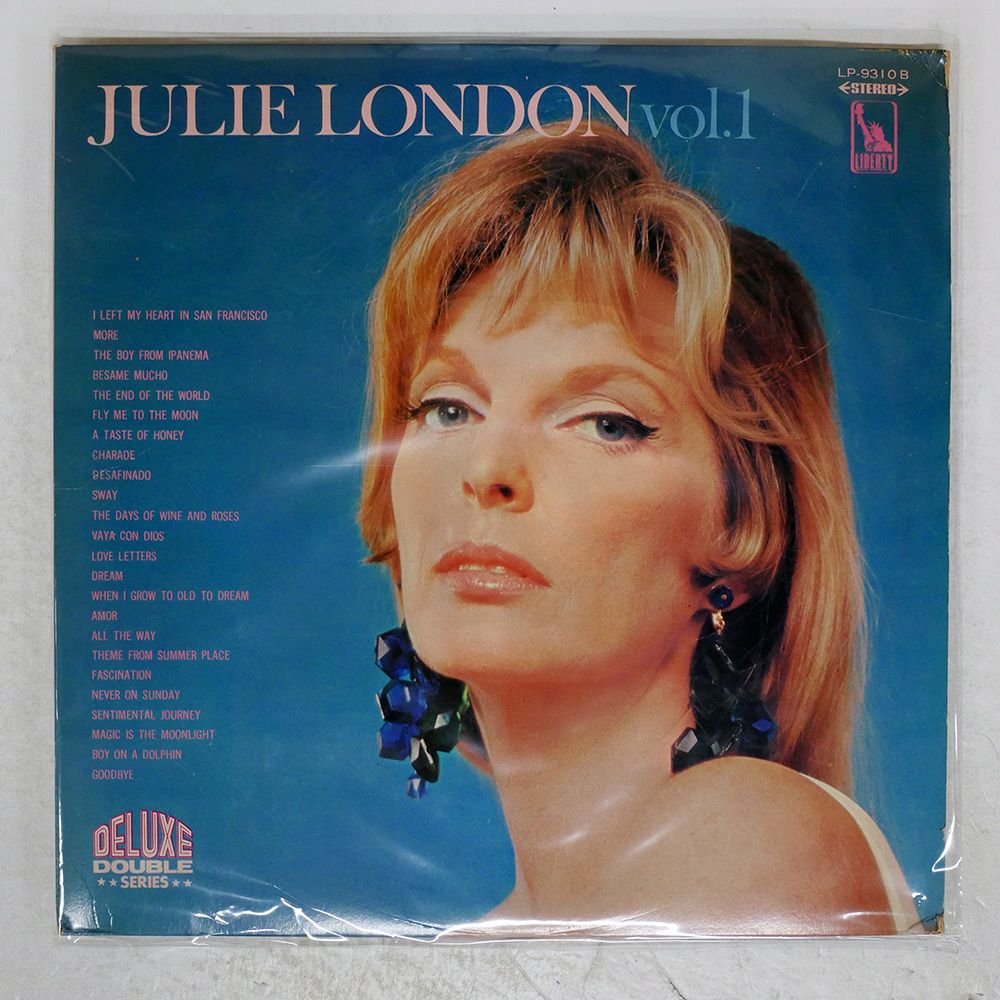 JULIE LONDON vol.1
LP-9310B
STEREO
LIBERTY
I LEFT MY HEART IN SAN FRANCISCO
MORE
THE BOY FROM IPANEMA
BESAME MUCHO
THE END OF THE WORLD
FLY ME TO THE MOON
A TASTE OF HONEY
CHARADE
DESAFINADO
SWAY
THE DAYS OF WINE AND ROSES
VAYA CON DIOS
LOVE LETTERS
DREAM
WHEN I GROW TO OLD TO DREAM
AMOR
ALL THE WAY
THEME FROM SUMMER PLACE
FASCINATION
NEVER ON SUNDAY
SENTIMENTAL JOURNEY
MAGIC IS THE MOONLIGHT
BOY ON A DOLPHIN
GOODBYE
DELUXE
DOUBLE
★★SERIES★★